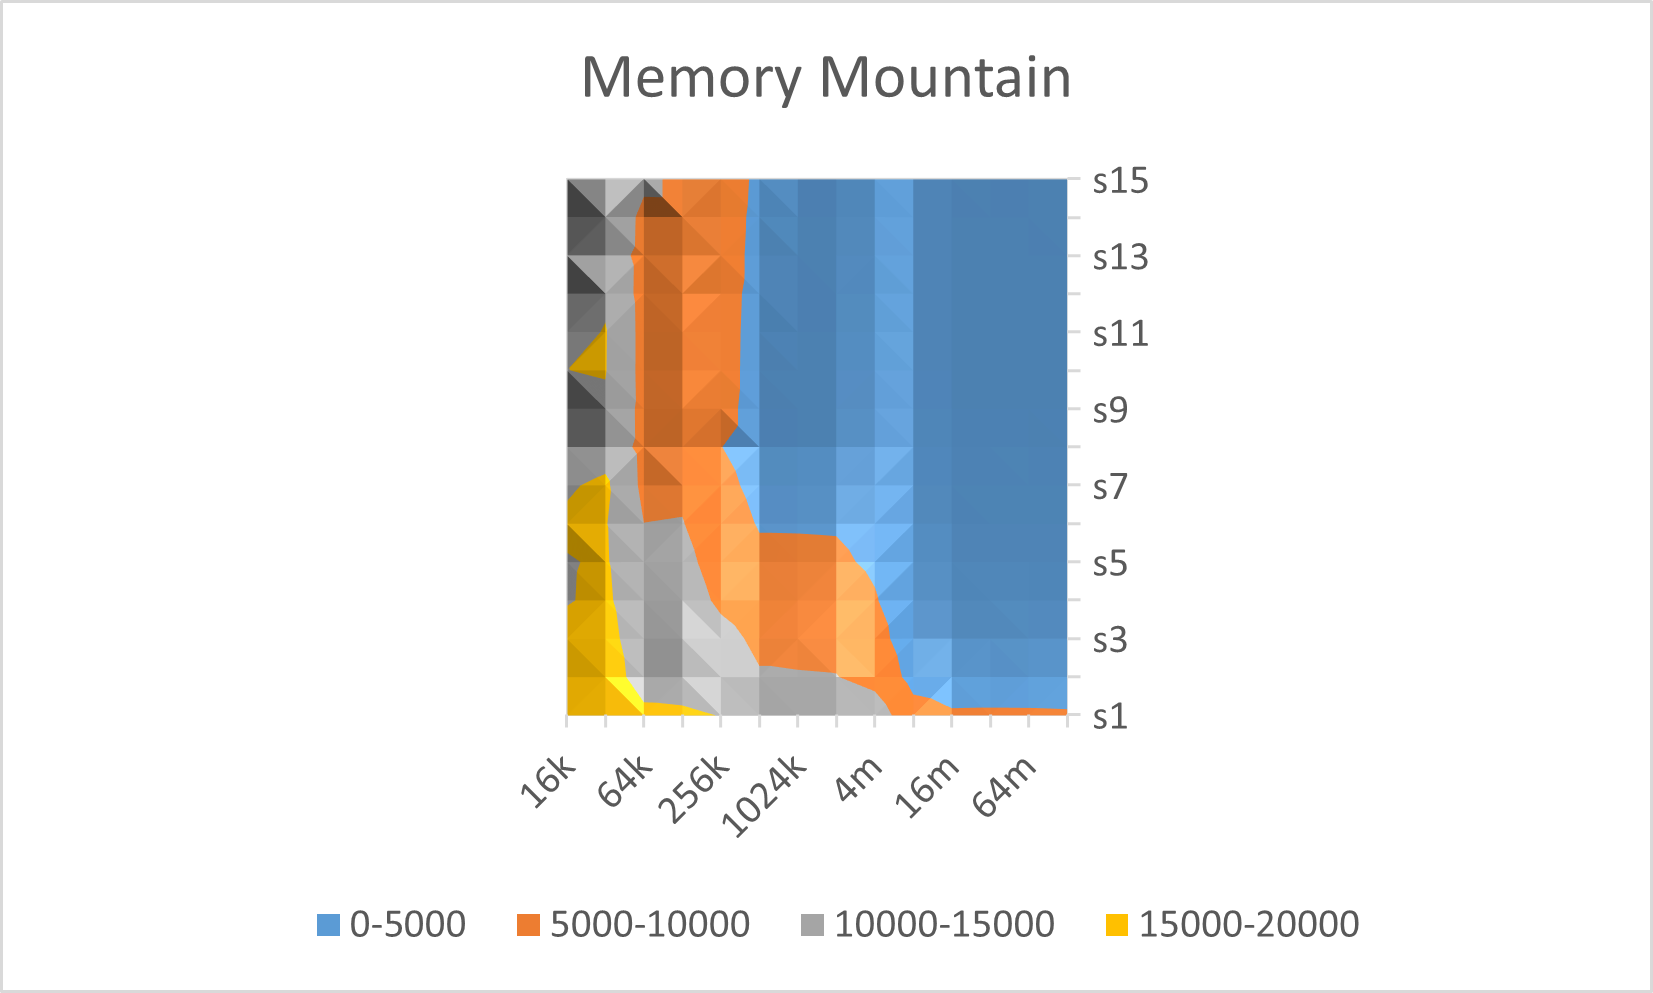 Memory Mountain
s15
s13
s11
s9
s7
s5
s3
s1
16k
64k
256k
1024k
4m
16m
64m
0-5000
5000-10000
10000-15000
15000-20000